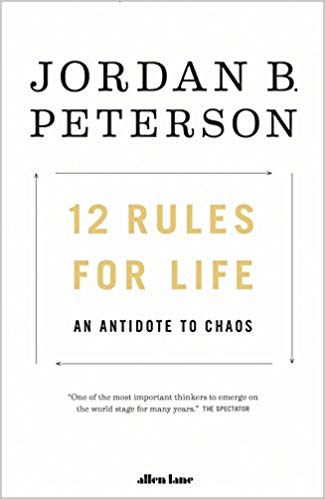 JORDAN B.
PETERSON
12 RULES
FOR LIFE
AN ANTIDOTE TO CHAOS
“One of the most important thinkers to emerge on
the world stage for many years.” THE SPECTATOR
allen lane